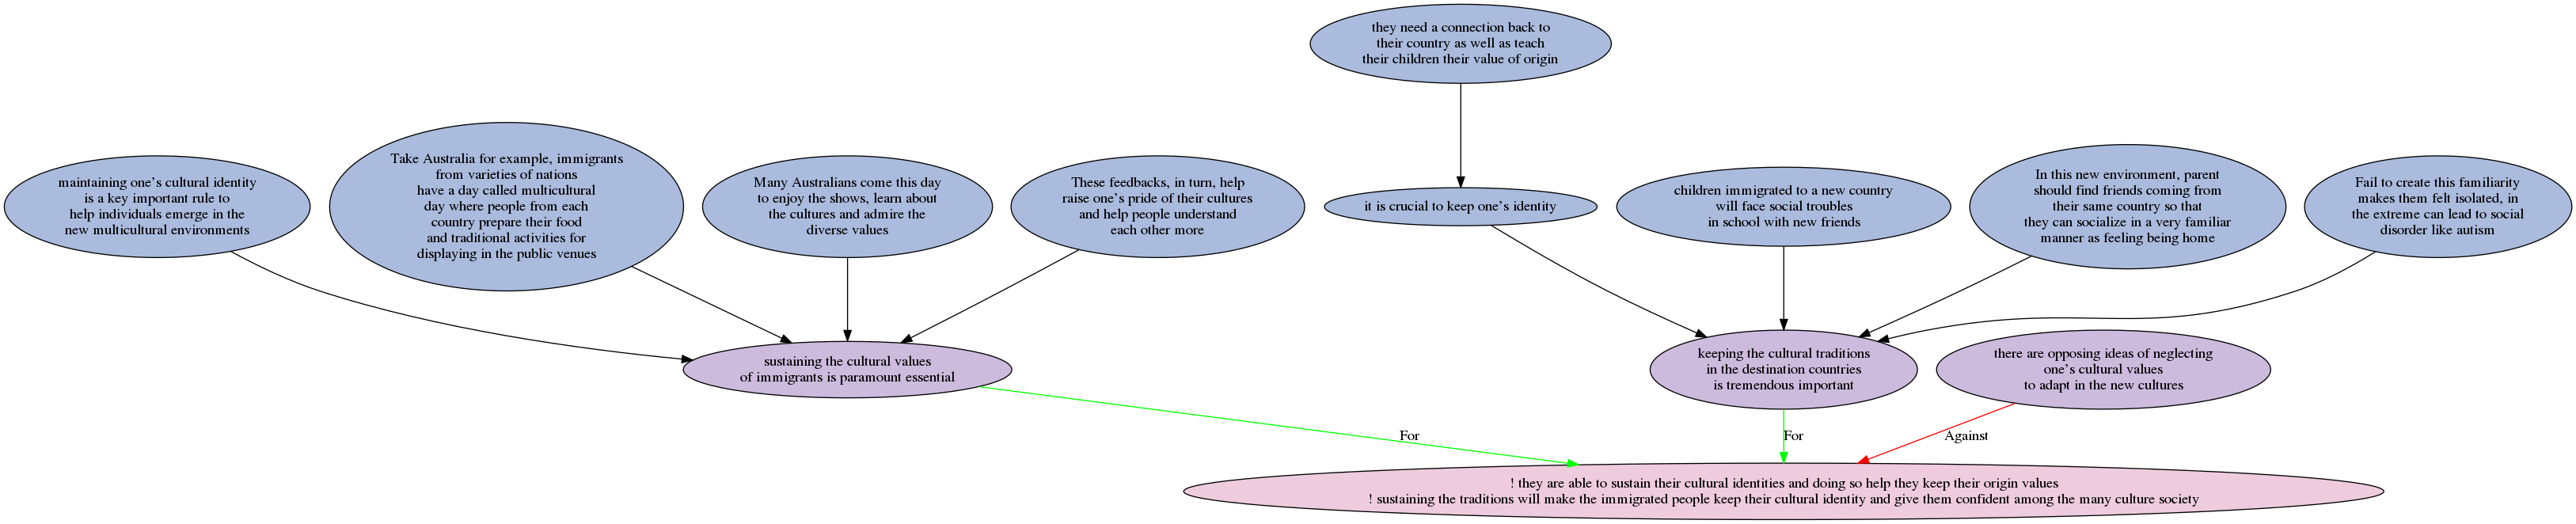 they need a connection back to
their country as well as teach
their children their value of origin
maintaining one's cultural identity
is a key important rule to
help individuals emerge in the
new multicultural environments
Take Australia for example, immigrants
from varieties of nations
have a day called multicultural
day where people from each
country prepare their food
and traditional activities for
displaying in the public venues
Many Australians come this day
to enjoy the shows, learn about
the cultures and admire the
diverse values
These feedbacks, in turn, help
raise one's pride of their cultures
and help people understand
each other more
it is crucial to keep one's identity
children immigrated to a new country
will face social troubles
in school with new friends
In this new environment, parent
should find friends coming from
their same country so that
they can socialize in a very familiar
manner as feeling being home
Fail to create this familiarity
makes them felt isolated, in
the extreme can lead to social
disorder like autism
sustaining the cultural values
of immigrants is paramount essential
keeping the cultural traditions
in the destination countries
is tremendous important
there are opposing ideas of neglecting
one's cultural values
to adapt in the new cultures
For
For
Against
! they are able to sustain their cultural identities and doing so help they keep their origin values
! sustaining the traditions will make the immigrated people keep their cultural identity and give them confident among the many culture society